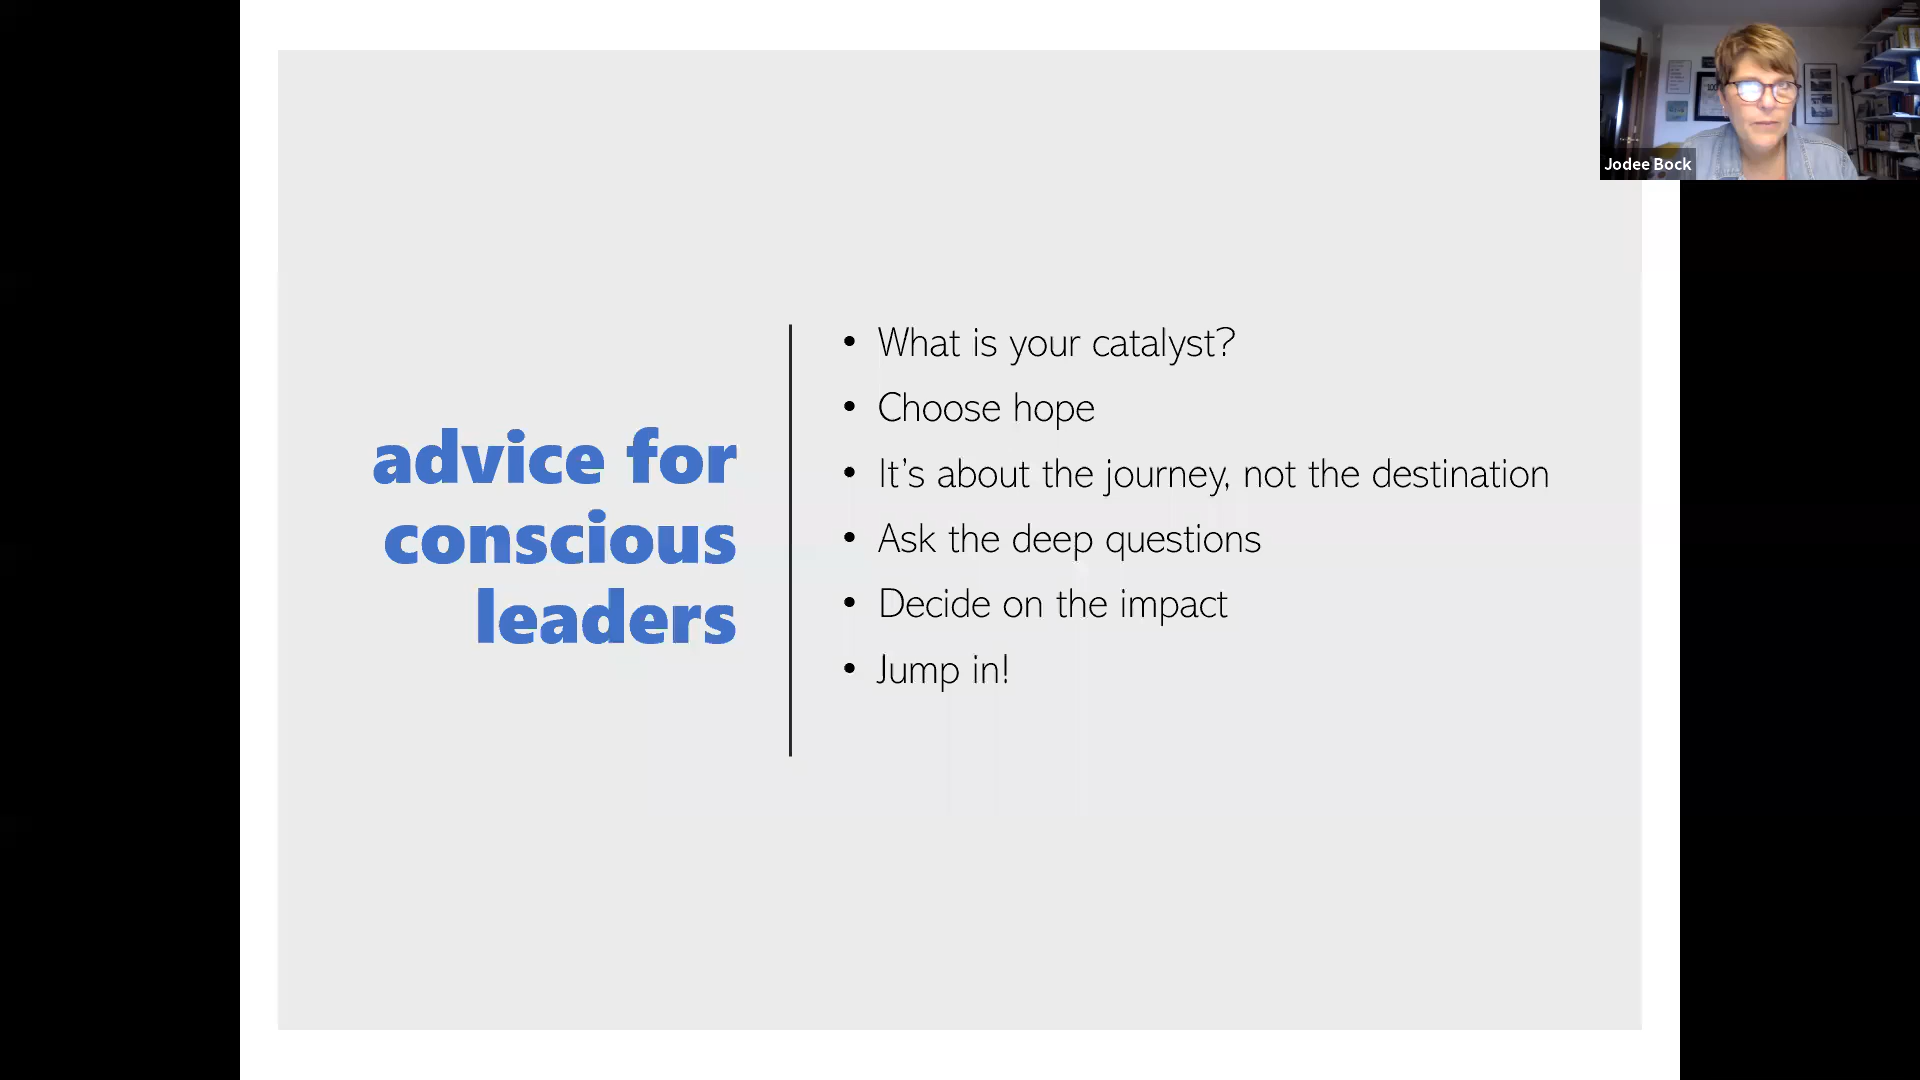 advice for
conscious
leaders
• What is your catalyst?
• Choose hope
• It’s about the journey, not the destination
• Ask the deep questions
• Decide on the impact
• Jump in!
Jodee Bock